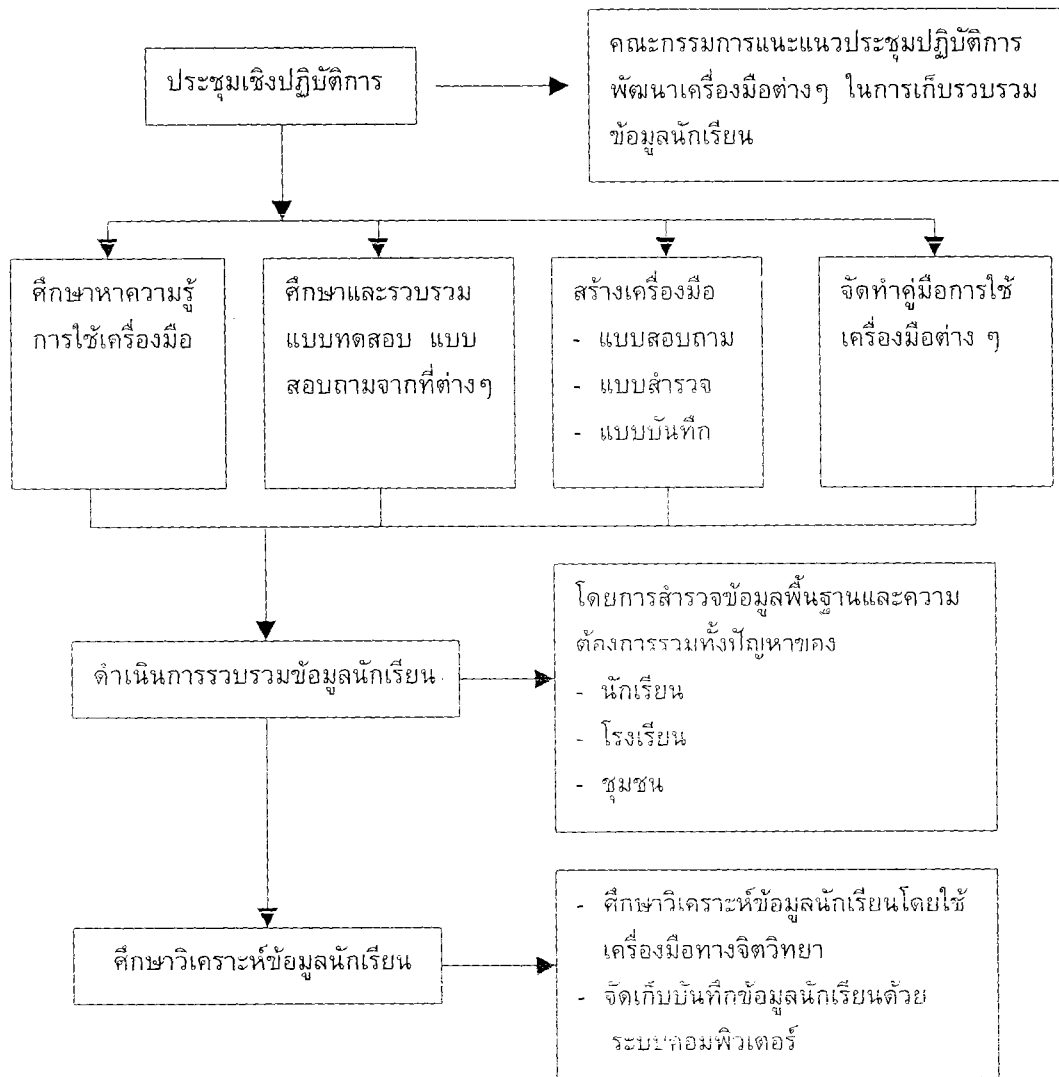 ประชุมเชิงปฏิบัติการ
คณะกรรมการแนะแนวประชุมปฏิบัติการ
พัฒนาเครื่องมือต่างๆ ในการเก็บรวบรวม
ข้อมูลนักเรียน
ศึกษาหาความรู้
การใช้เครื่องมือ
ศึกษาและรวบรวม
แบบทดสอบ แบบ
สอบถามจากที่ต่างๆ
สร้างเครื่องมือ
- แบบสอบถาม
- แบบสำรวจ
- แบบบันทึก
จัดทำคู่มือการใช้
เครื่องมือต่าง ๆ
ดำเนินการรวบรวมข้อมูลนักเรียน
โดยการสำรวจข้อมูลพื้นฐานและความ
ต้องการรวมทั้งปัญหาของ
- นักเรียน
- โรงเรียน
- ชุมชน
ศึกษาวิเคราะห์ข้อมูลนักเรียน
- ศึกษาวิเคราะห์ข้อมูลนักเรียนโดยใช้
เครื่องมือทางจิตวิทยา
- จัดเก็บบันทึกข้อมูลนักเรียนด้วย
ระบบคอมพิวเตอร์